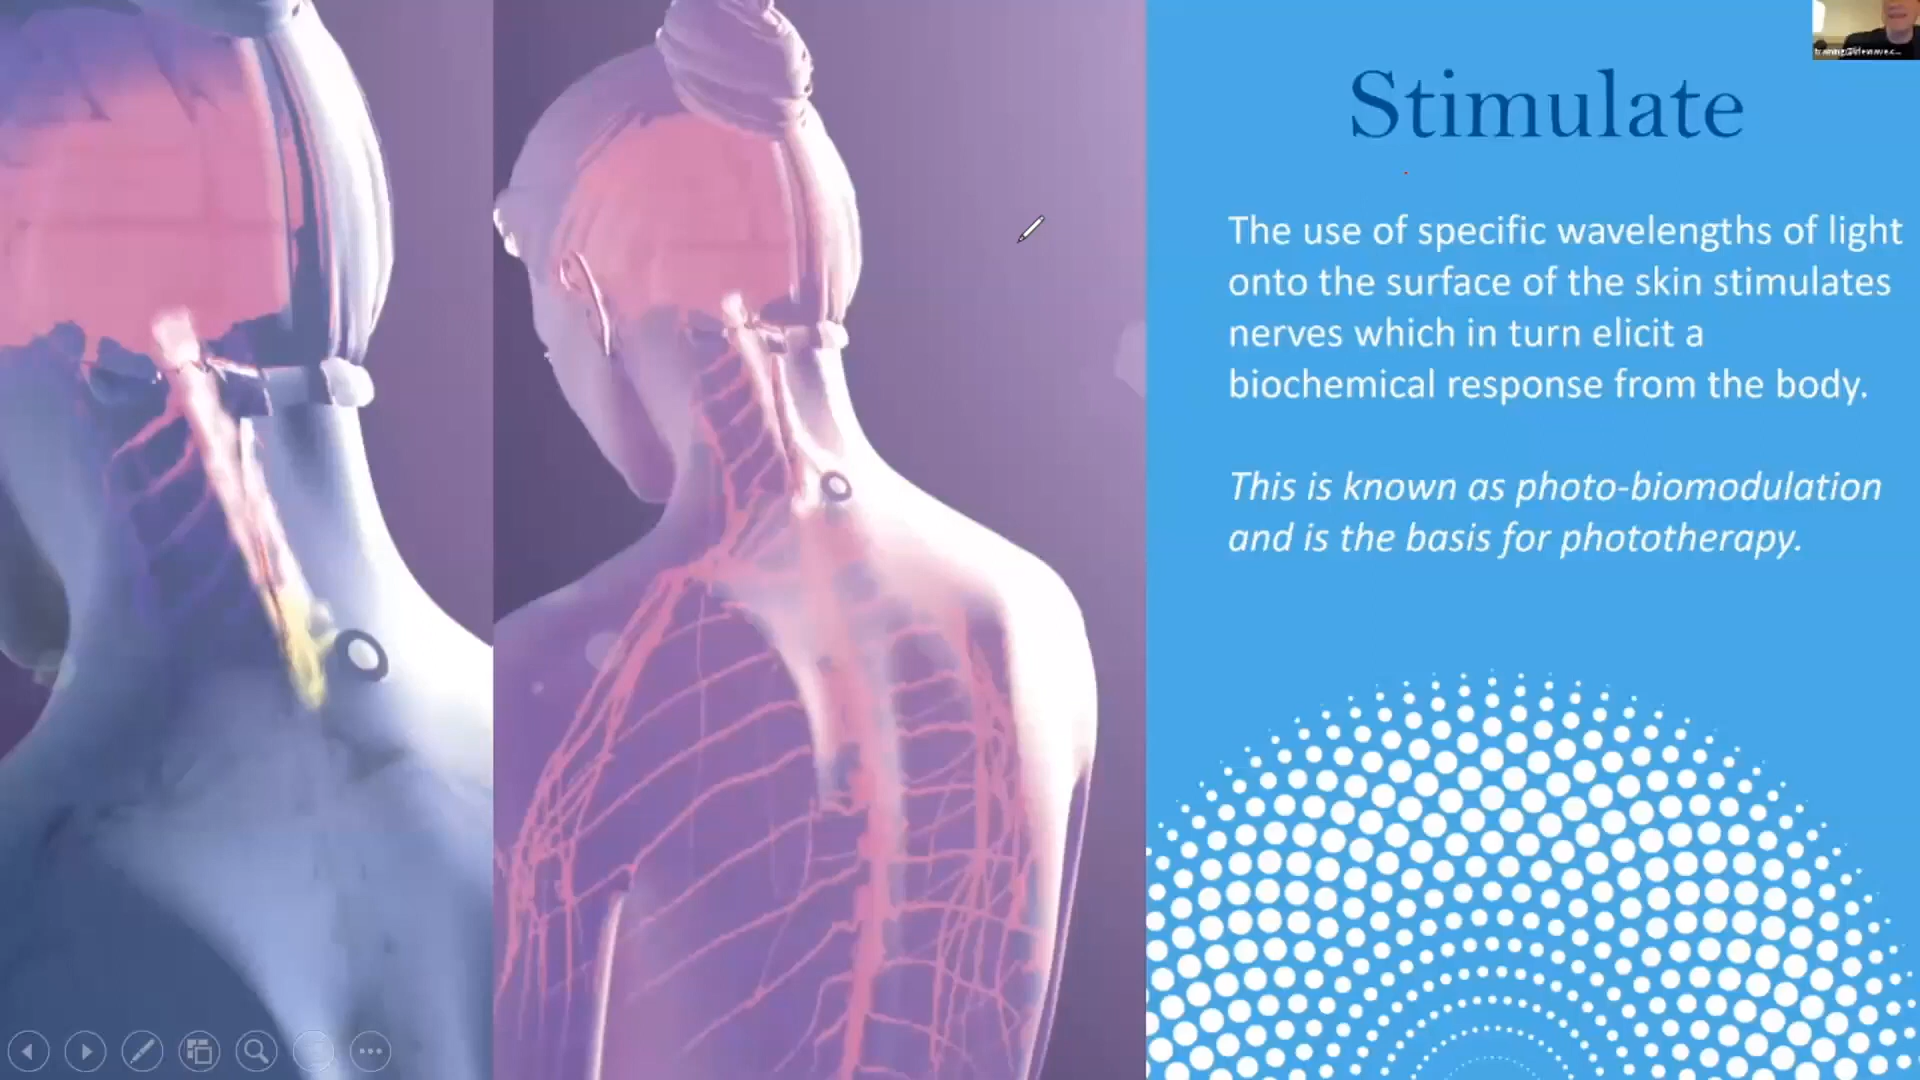 Stimulate
The use of specific wavelengths of light
onto the surface of the skin stimulates
nerves which in turn elicit a
biochemical response from the body.
This is known as photo-biomodulation
and is the basis for phototherapy.